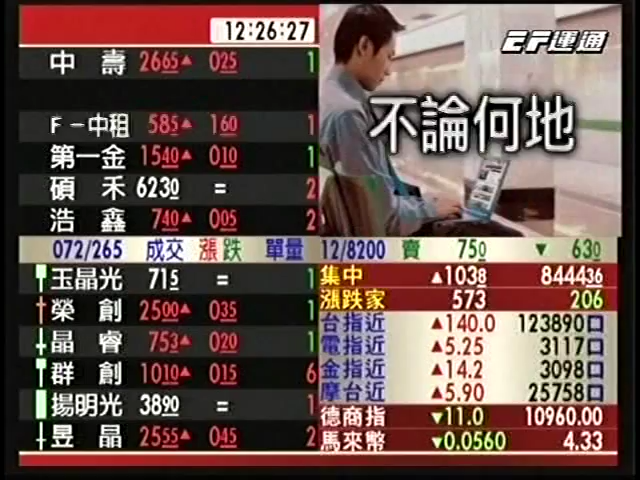 12:26:27
中壽 2665▲ 025 1
F-中租 585▲ 160 1
第一金 1540▲ 010 1
碩禾 6230 = 2
浩鑫 740▲ 005 2
072/265 成交 漲跌 單量
玉晶光 715 = 1
榮創 2500▲ 035 1
晶睿 753▲ 020 1
群創 1010▲ 015 6
揚明光 3890 = 1
昱晶 2555▲ 045 2
EF運通
不論何地
12/8200 賣 750 ▼ 630
集中 ▲1038 844436
漲跌家 573 206
台指近 ▲140.0 123890口
電指近 ▲5.25 3117口
金指近 ▲14.2 3098口
摩台近 ▲5.90 25758口
德商指 ▼11.0 10960.00
馬來幣 ▼0.0560 4.33